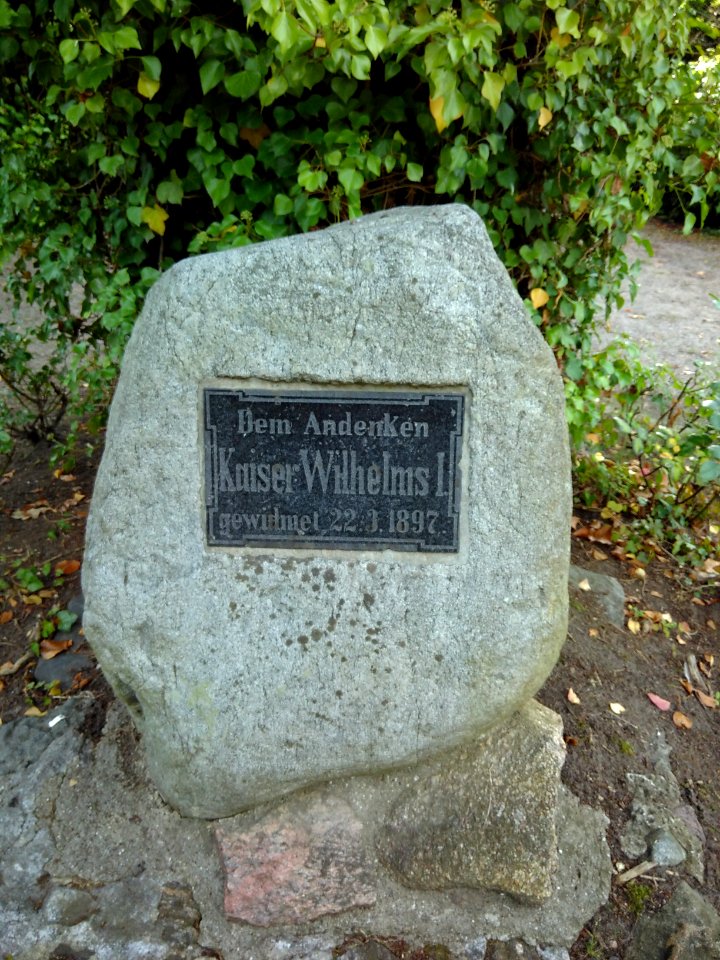 Dem Andenken
Kaiser Wilhelms I.
gewidmet 22.3.1897.